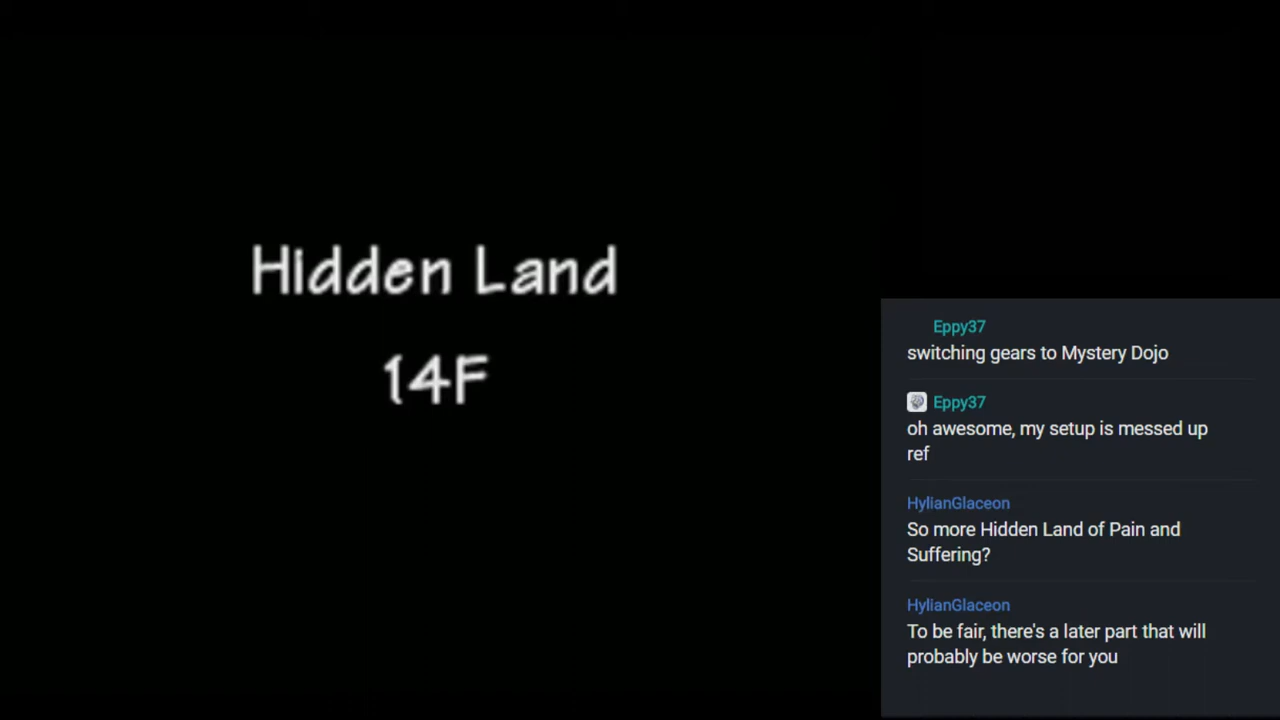 Hidden Land
14F
Eppy37
switching gears to Mystery Dojo
Eppy37
oh awesome, my setup is messed up
ref
HylianGlaceon
So more Hidden Land of Pain and
Suffering?
HylianGlaceon
To be fair, there's a later part that will
probably be worse for you